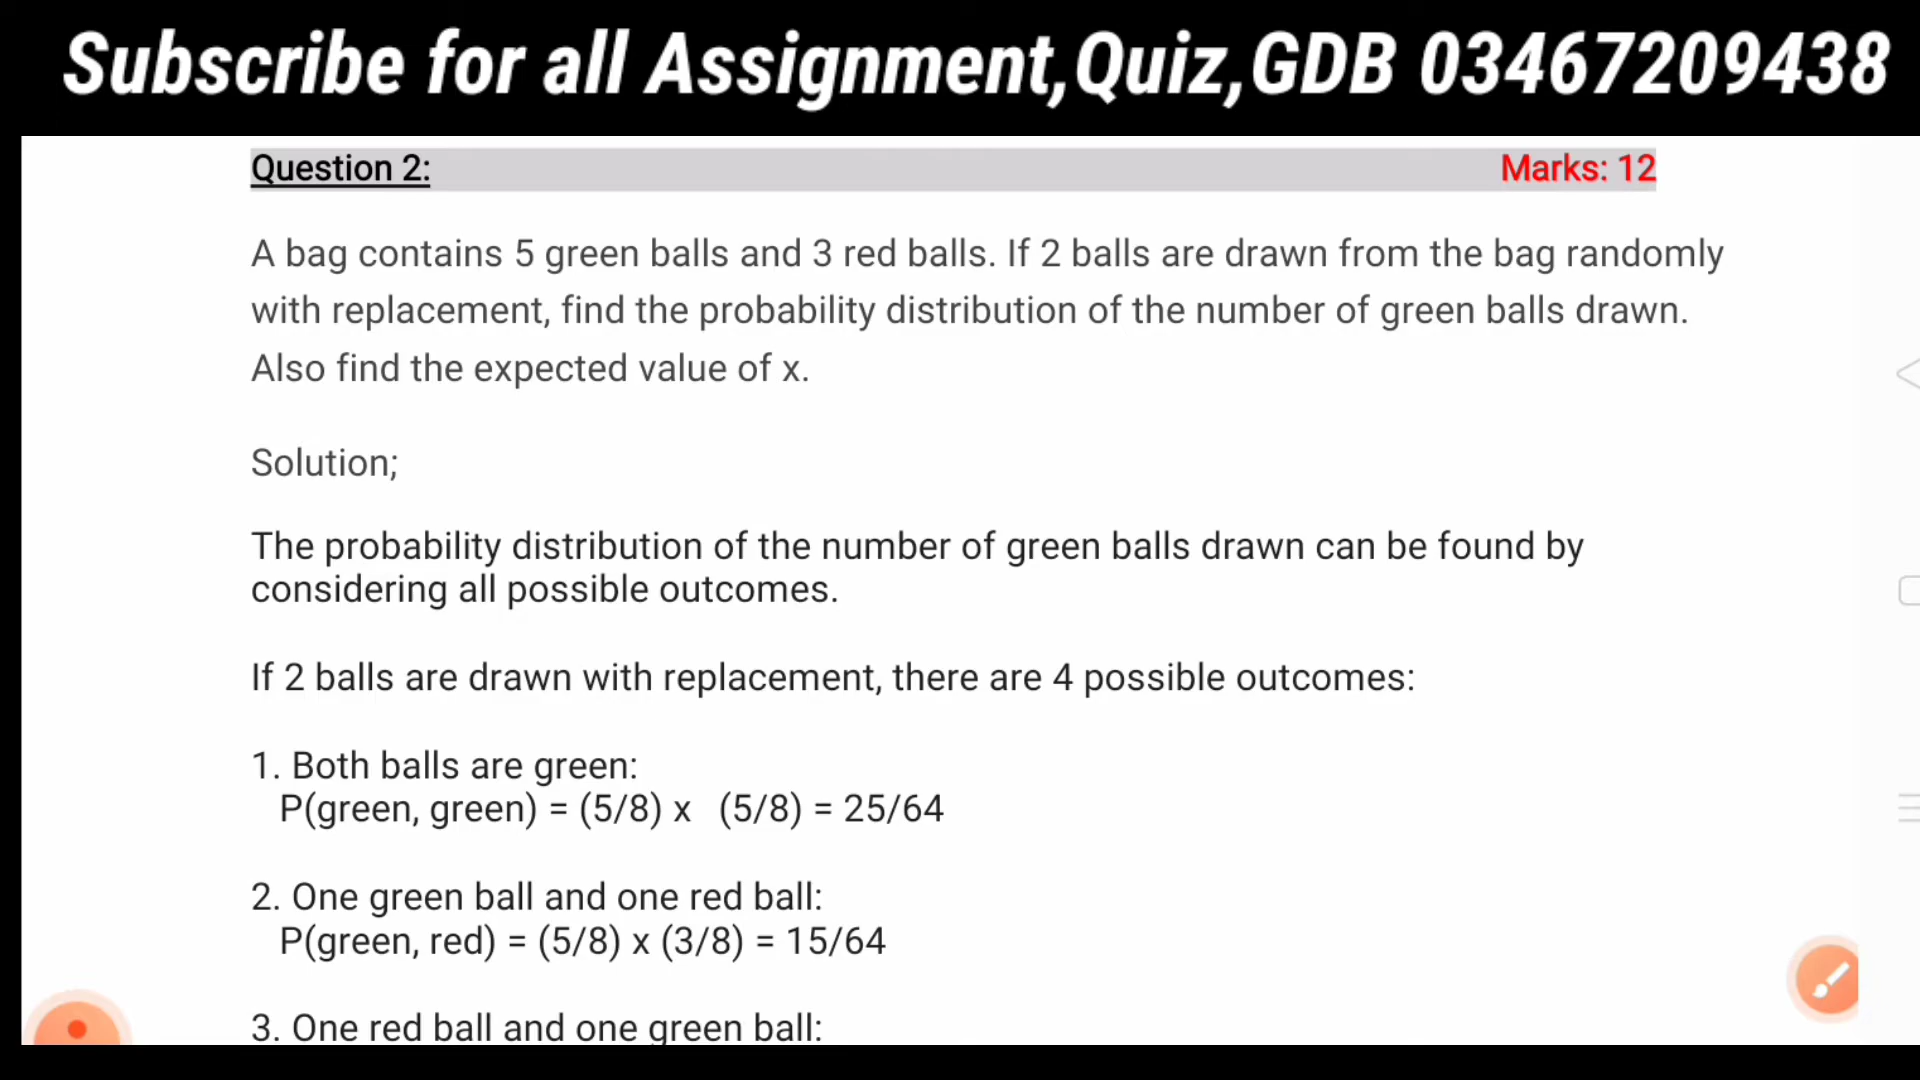 Subscribe for all Assignment,Quiz,GDB 03467209438
Question 2: Marks: 12
A bag contains 5 green balls and 3 red balls. If 2 balls are drawn from the bag randomly
with replacement, find the probability distribution of the number of green balls drawn.
Also find the expected value of x.
Solution;
The probability distribution of the number of green balls drawn can be found by
considering all possible outcomes.
If 2 balls are drawn with replacement, there are 4 possible outcomes:
1. Both balls are green:
P(green, green) = (5/8) x (5/8) = 25/64
2. One green ball and one red ball:
P(green, red) = (5/8) x (3/8) = 15/64
3. One red ball and one green ball: